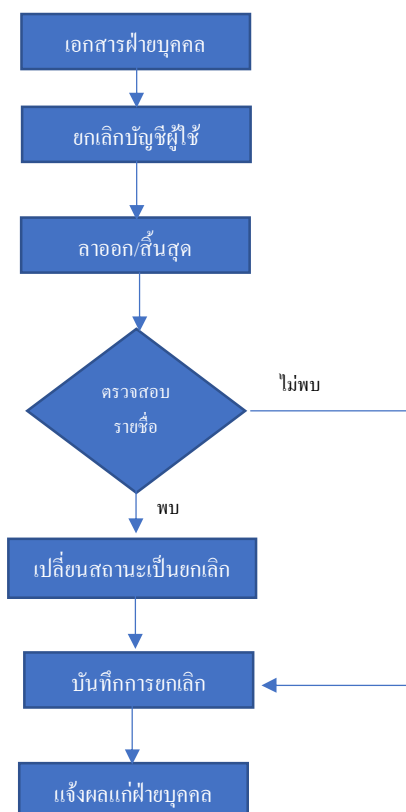 เอกสารฝ่ายบุคคล
ยกเลิกบัญชีผู้ใช้
ลาออก/สิ้นสุด
ไม่พบ
ตรวจสอบ
รายชื่อ
พบ
เปลี่ยนสถานะเป็นยกเลิก
บันทึกการยกเลิก
แจ้งผลแก่ฝ่ายบุคคล